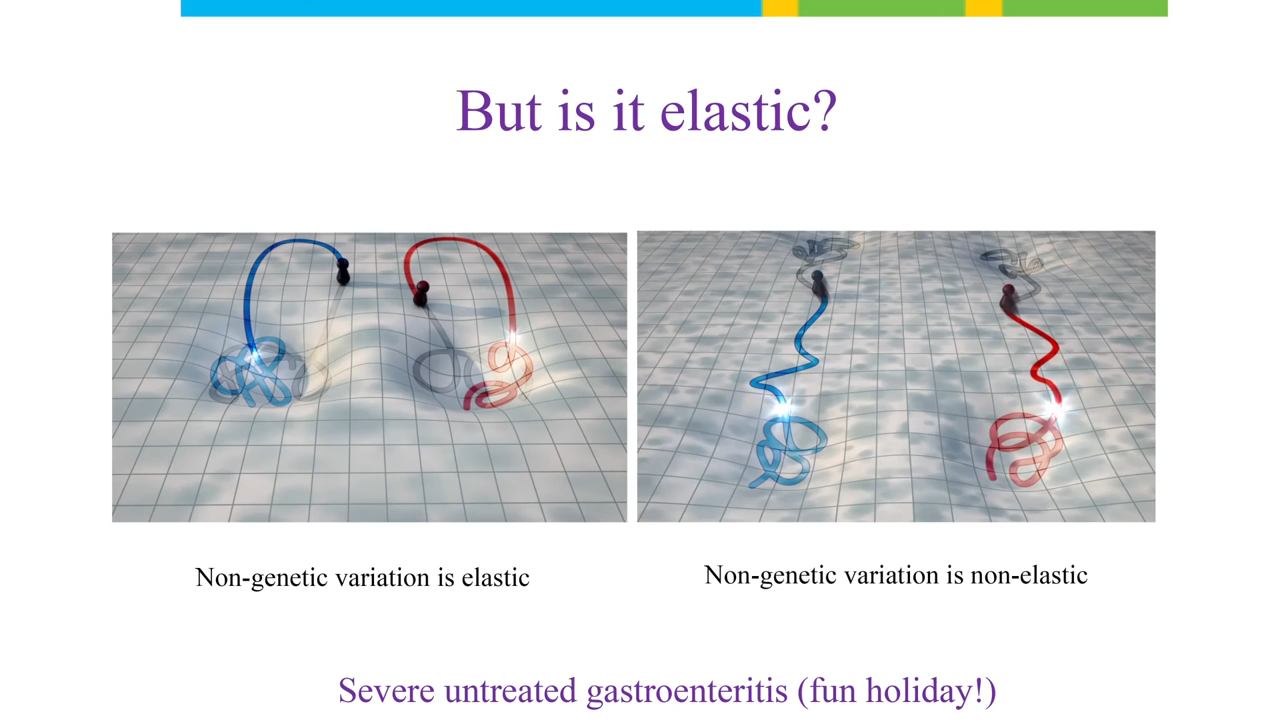 But is it elastic?
Non-genetic variation is elastic
Non-genetic variation is non-elastic
Severe untreated gastroenteritis (fun holiday!)